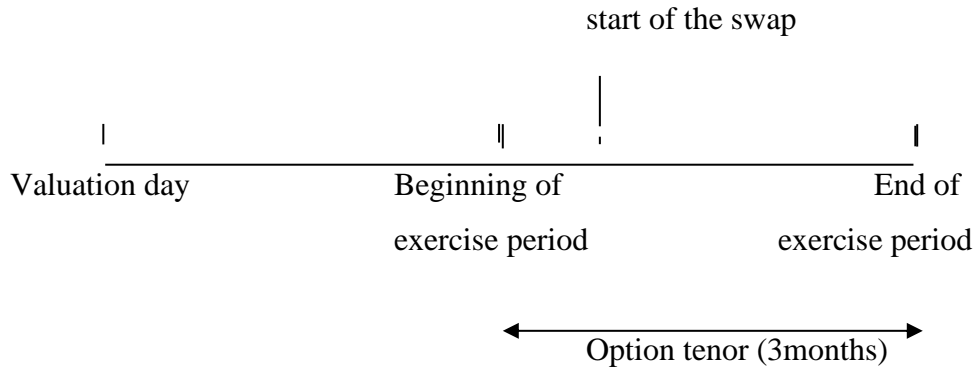 start of the swap
Valuation day
Beginning of
exercise period
End of
exercise period
Option tenor (3months)